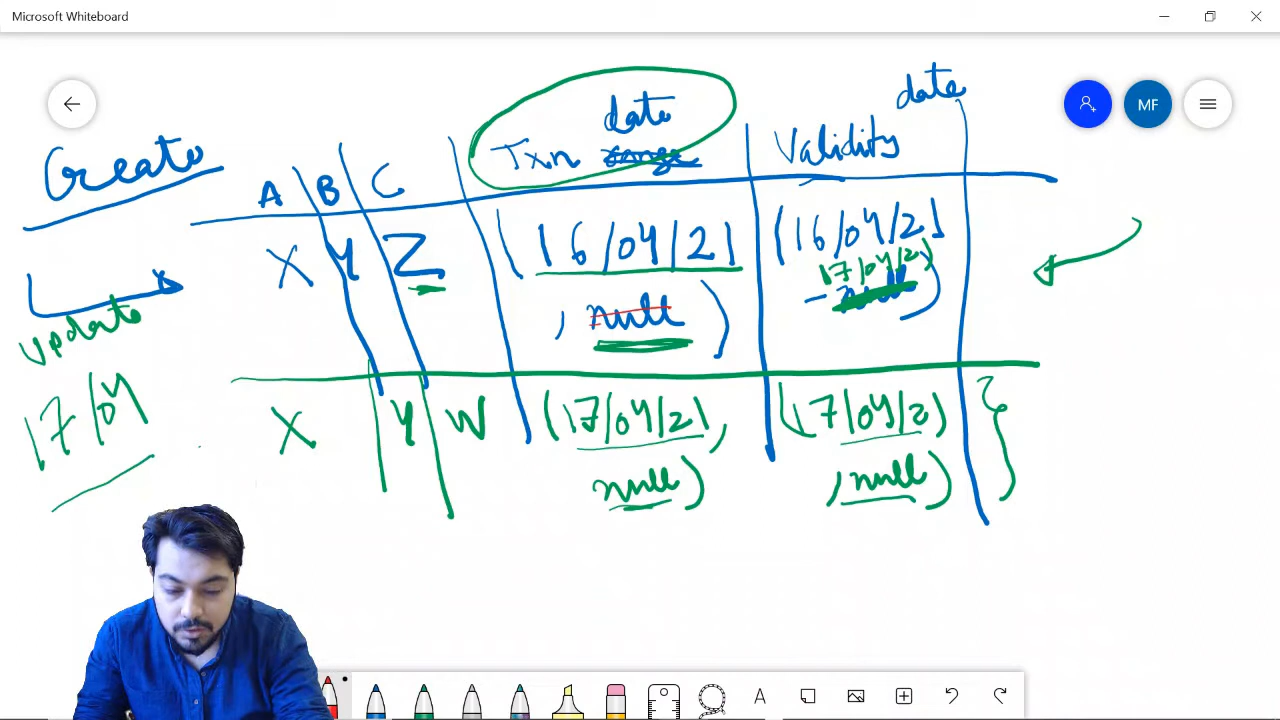 Microsoft Whiteboard
MF
Create
update
17/04
date
Txn range
Validity date
A B C
X Y Z (16/04/21 (16/04/21
17/04/21
, null ) - null )
X Y W (17/04/21, (17/04/21
null) , null)
A